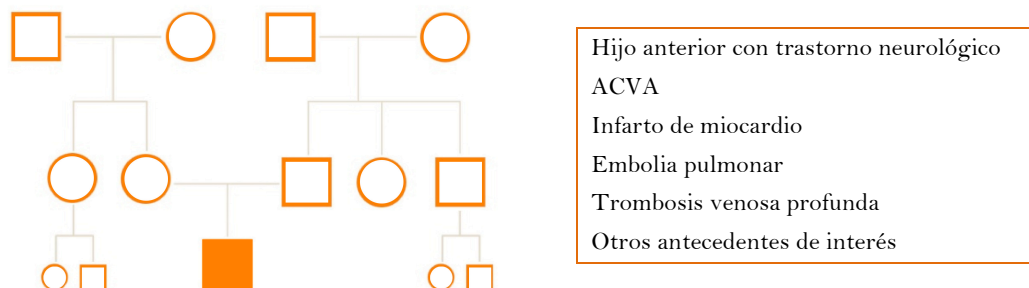 Hijo anterior con trastorno neurológico
ACVA
Infarto de miocardio
Embolia pulmonar
Trombosis venosa profunda
Otros antecedentes de interés